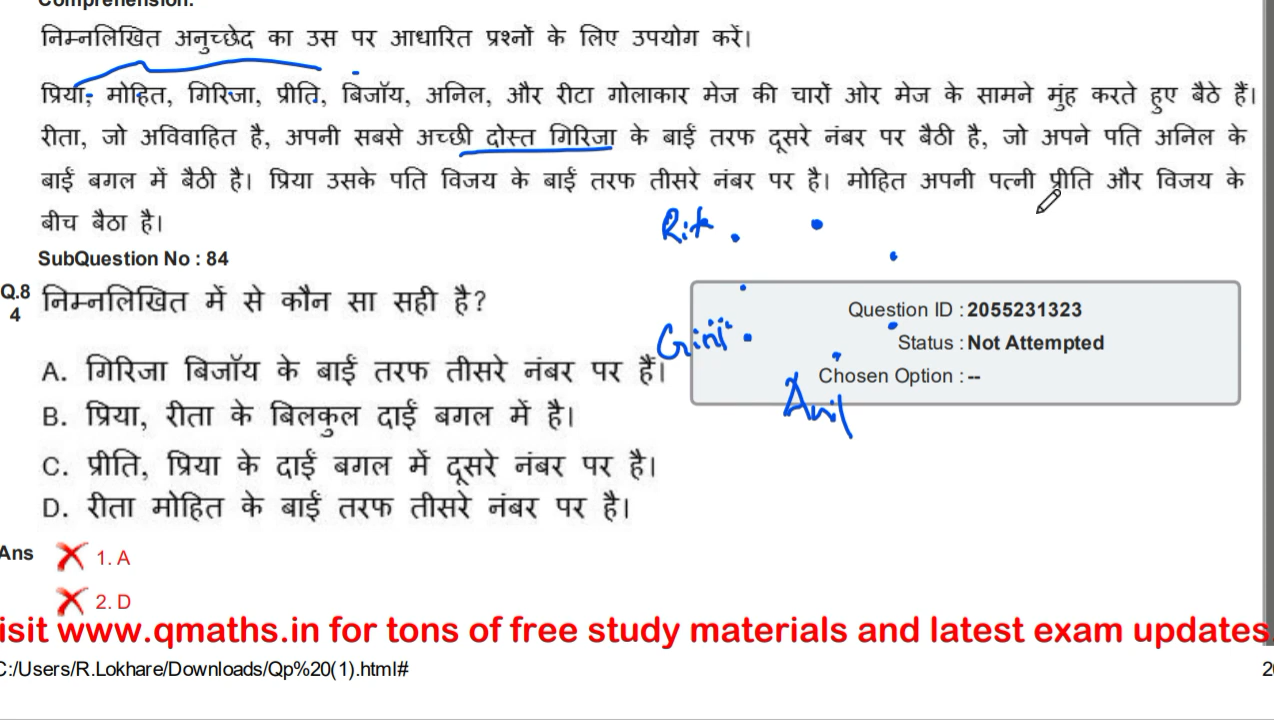 Comprehension:
निम्नलिखित अनुच्छेद का उस पर आधारित प्रश्नों के लिए उपयोग करें।
प्रिया, मोहित, गिरिजा, प्रीति, बिजॉय, अनिल, और रीटा गोलाकार मेज की चारों ओर मेज के सामने मुंह करते हुए बैठे हैं।
रीता, जो अविवाहित है, अपनी सबसे अच्छी दोस्त गिरिजा के बाईं तरफ दूसरे नंबर पर बैठी है, जो अपने पति अनिल के
बाईं बगल में बैठी है। प्रिया उसके पति विजय के बाईं तरफ तीसरे नंबर पर है। मोहित अपनी पत्नी प्रीति और विजय के
बीच बैठा है।
Rit
SubQuestion No : 84
Q.84 निम्नलिखित में से कौन सा सही है?
Question ID : 2055231323
Status : Not Attempted
Chosen Option : --
Giriji
Anil
A. गिरिजा बिजॉय के बाईं तरफ तीसरे नंबर पर हैं।
B. प्रिया, रीता के बिलकुल दाईं बगल में है।
C. प्रीति, प्रिया के दाईं बगल में दूसरे नंबर पर है।
D. रीता मोहित के बाईं तरफ तीसरे नंबर पर है।
Ans 1. A
2. D
isit www.qmaths.in for tons of free study materials and latest exam updates
C:/Users/R.Lokhare/Downloads/Qp%20(1).html#